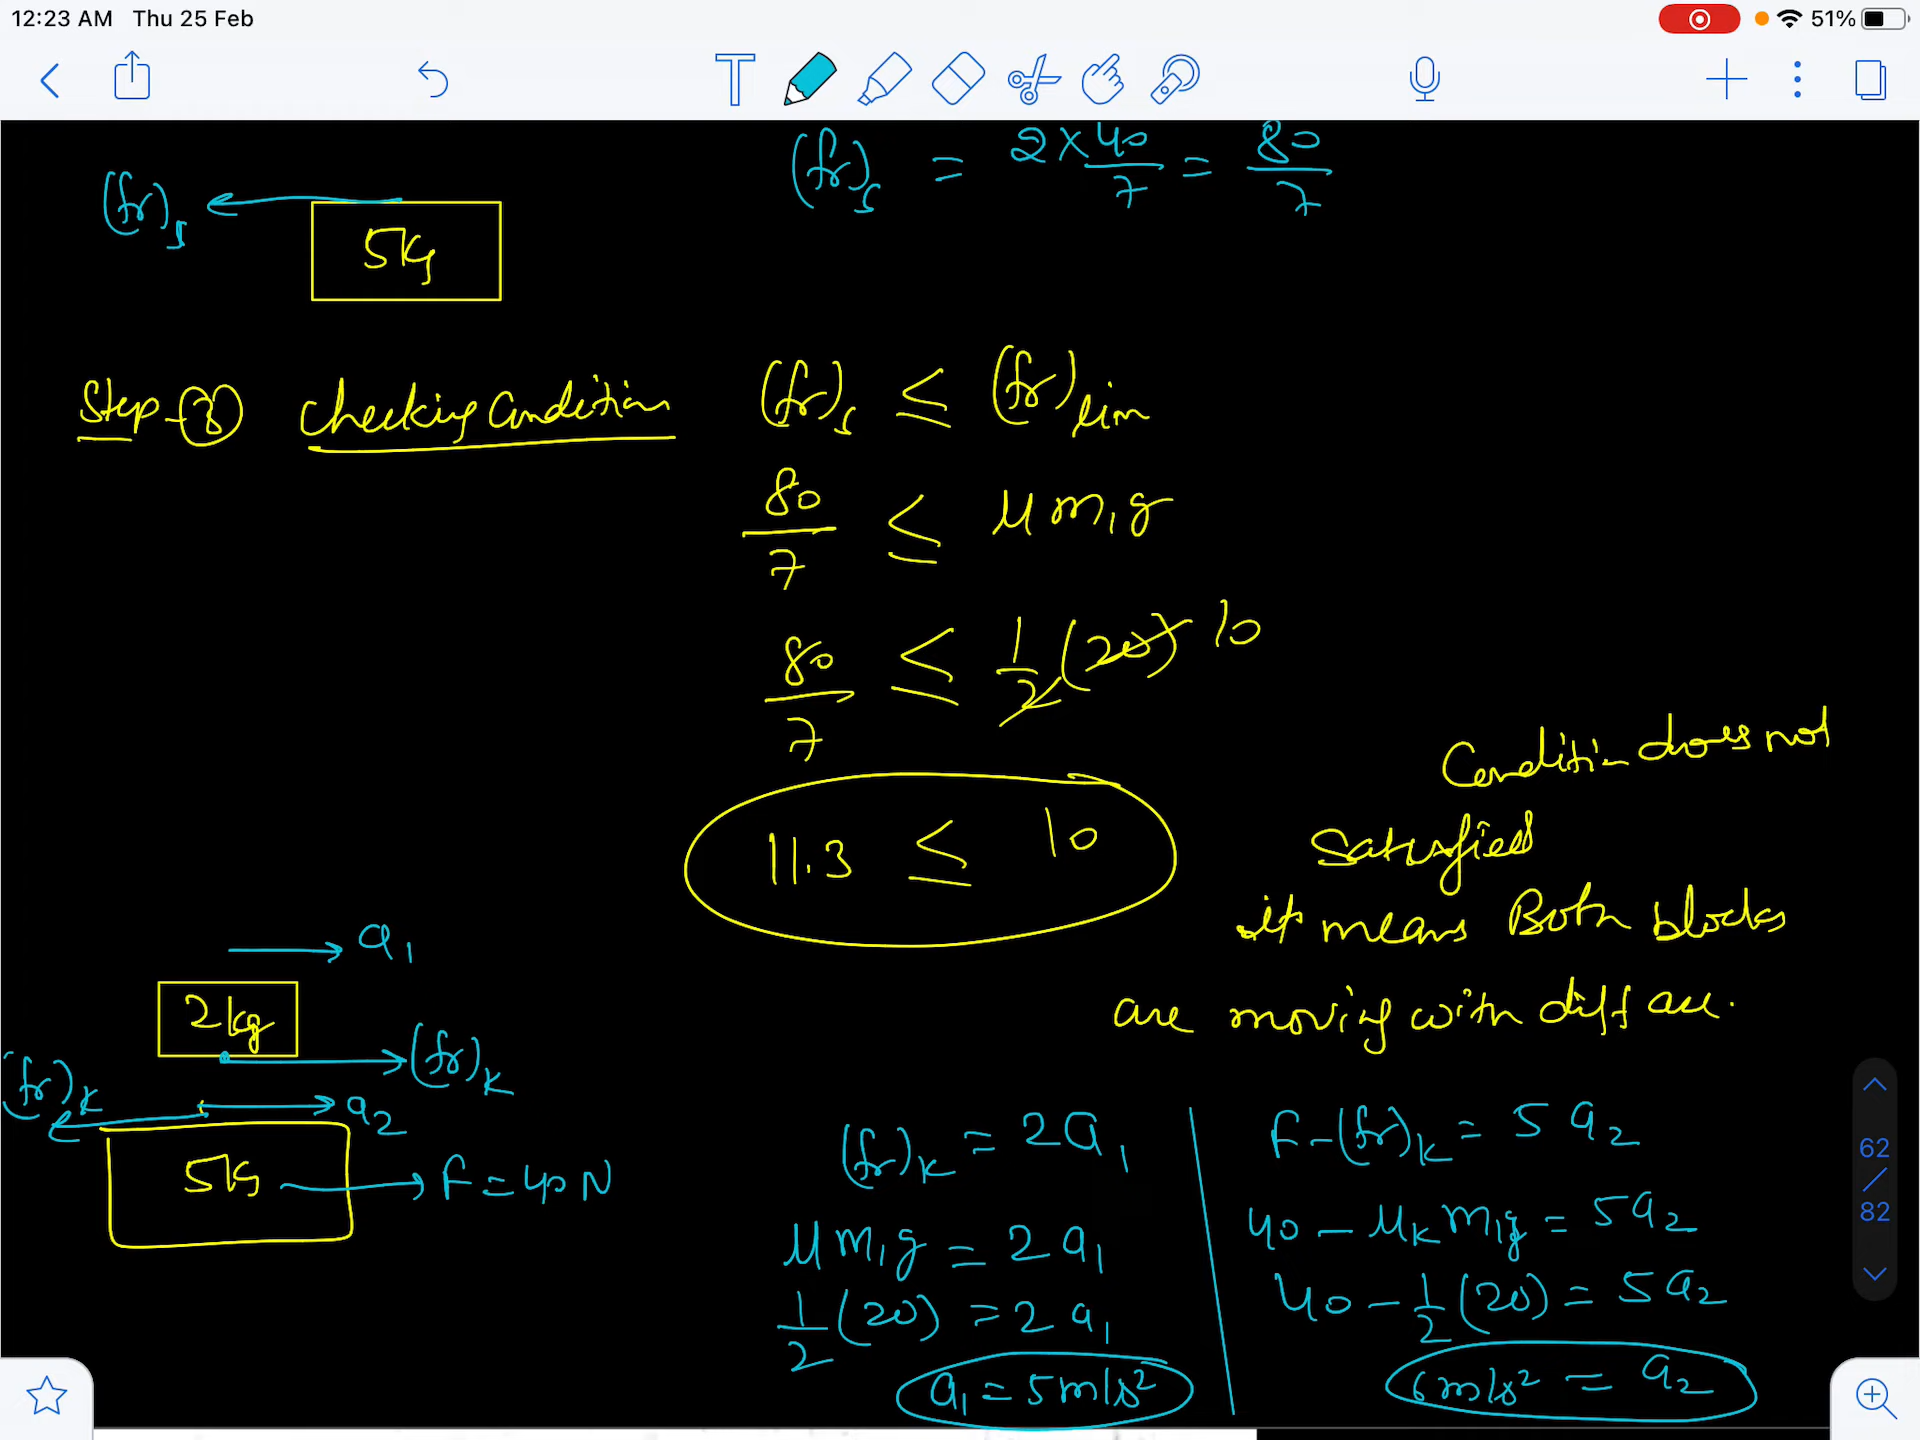 12:23 AM Thu 25 Feb
51%
(fr)s = 2×40/7 = 80/7
(fr)s
5Kg
Step-③ Checking Condition (fr)s ≤ (fr)lim
80/7 ≤ μ m1g
80/7 ≤ 1/2 (20) 10
11.3 ≤ 10
Condition does not
Satisfied
it means Both blocks
are moving with diff acc.
a1
2kg
(fr)K
(fr)K
a2
5Kg
F = 40 N
(fr)K = 2a1
μ m1g = 2a1
1/2 (20) = 2a1
a1 = 5 m/s²
F - (fr)K = 5a2
40 - μK m1g = 5a2
40 - 1/2 (20) = 5a2
6 m/s² = a2
62
/
82